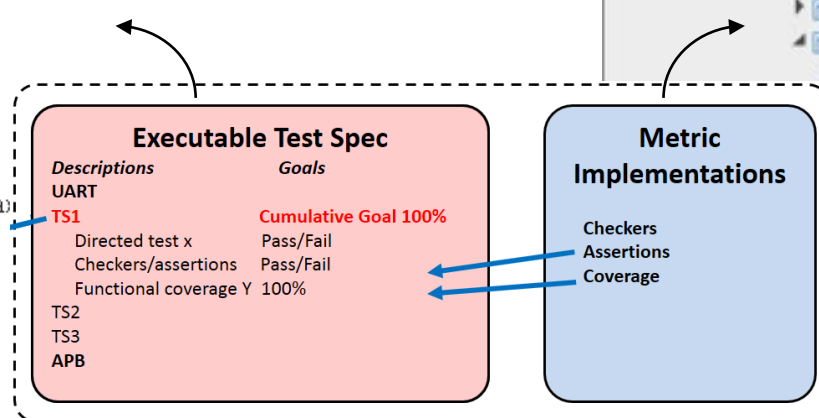 Executable Test Spec
Descriptions Goals
UART
TS1 Cumulative Goal 100%
Directed test x Pass/Fail
Checkers/assertions Pass/Fail
Functional coverage Y 100%
TS2
TS3
APB
Metric
Implementations
Checkers
Assertions
Coverage